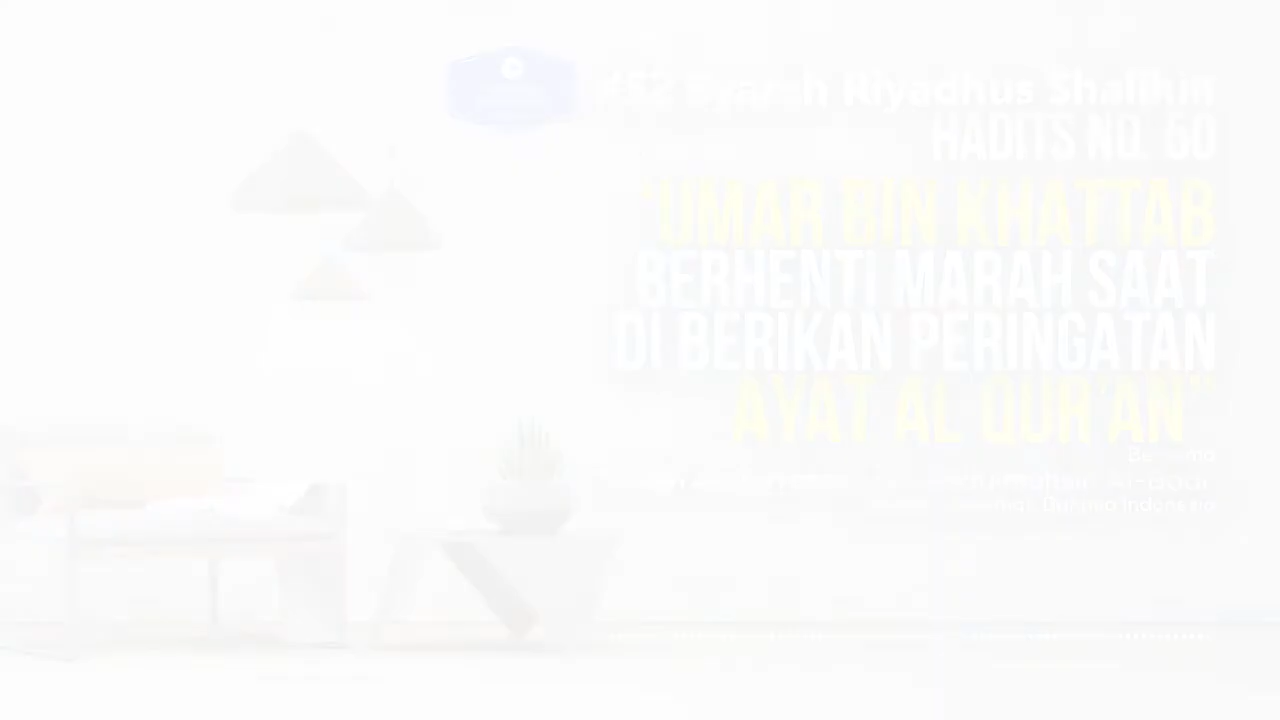 #52 Syarah Riyadhus Shalihin
HADITS NO. 60
"UMAR BIN KHATTAB
BERHENTI MARAH SAAT
DI BERIKAN PERINGATAN
AYAT AL QUR'AN"
Bersama
Indonesia